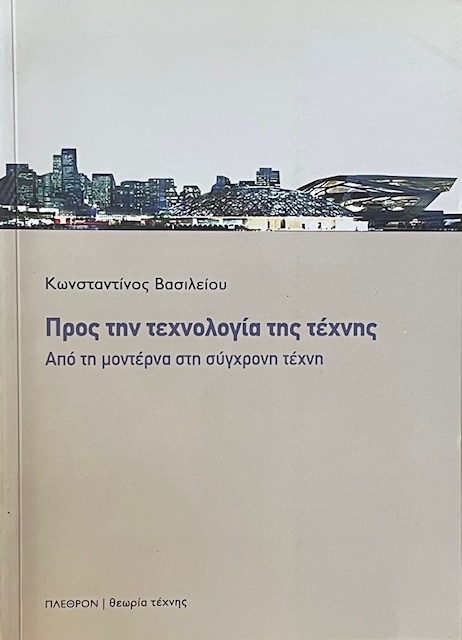 Κωνσταντίνος Βασιλείου
Προς την τεχνολογία της τέχνης
Από τη μοντέρνα στη σύγχρονη τέχνη
ΠΛΕΘΡΟΝ | θεωρία τέχνης